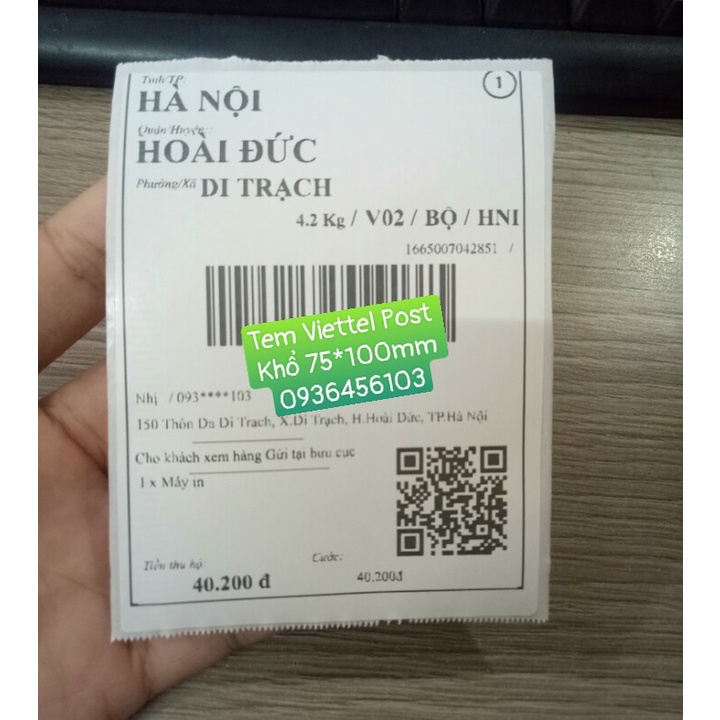 Tỉnh/TP:
1
HÀ NỘI
Quận/Huyện:
HOÀI ĐỨC
Phường/Xã DI TRẠCH
4.2 Kg / V02 / BỘ / HNI
1665007042851 /
Tem Viettel Post
Khổ 75*100mm
0936456103
Nhị / 093****103
150 Thôn Da Di Trach, X.Di Trạch, H.Hoài Đức, TP.Hà Nội
Cho khách xem hàng Gửi tại bưu cục
1 x Máy in
Tiền thu hộ:
Cước:
40.200 đ
40.200đ